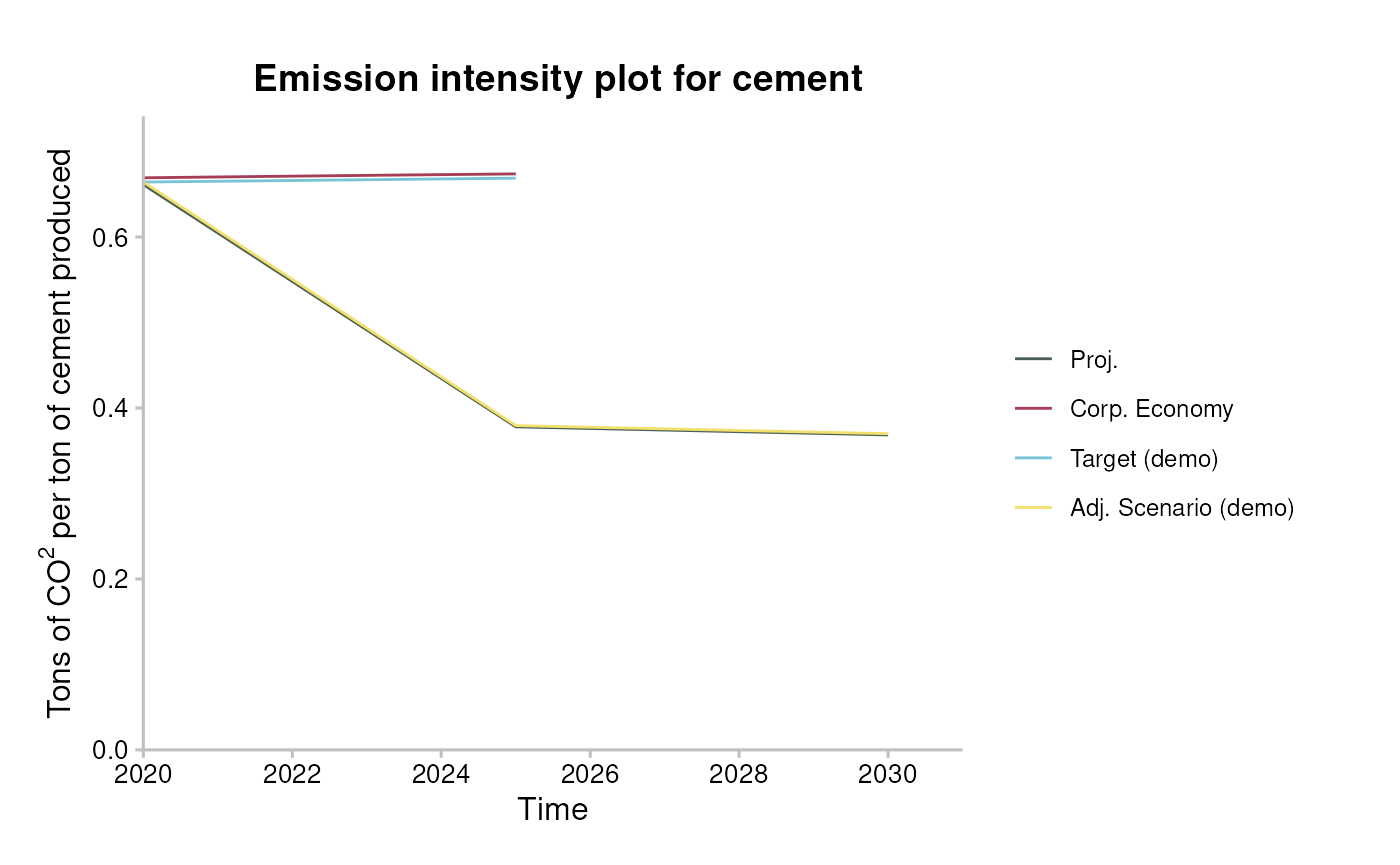 Emission intensity plot for cement
Tons of CO² per ton of cement produced
0.6
0.4
0.2
0.0
2020 2022 2024 2026 2028 2030
Time
Proj.
Corp. Economy
Target (demo)
Adj. Scenario (demo)